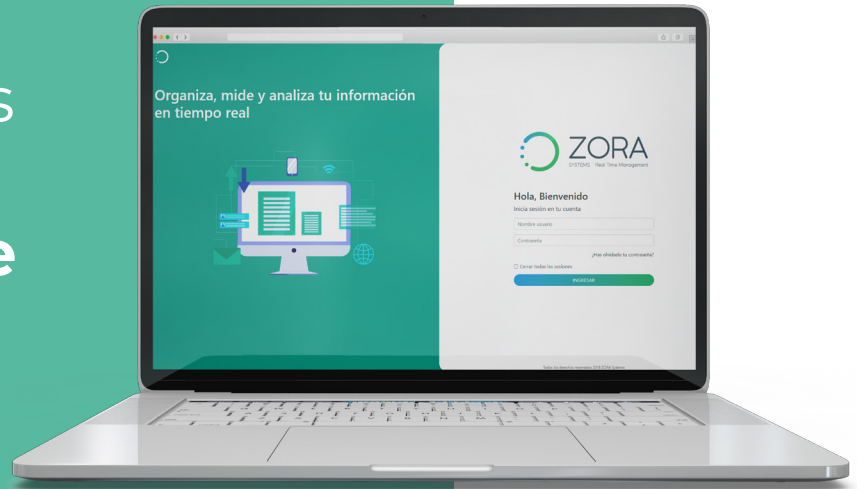 s
e
Organiza, mide y analiza tu información
en tiempo real
ZORA
SYSTEMS Real Time Management
Hola, Bienvenido
Inicia sesión en tu cuenta
Nombre usuario
Contraseña
¿Has olvidado tu contraseña?
Cerrar todas las sesiones
INGRESAR